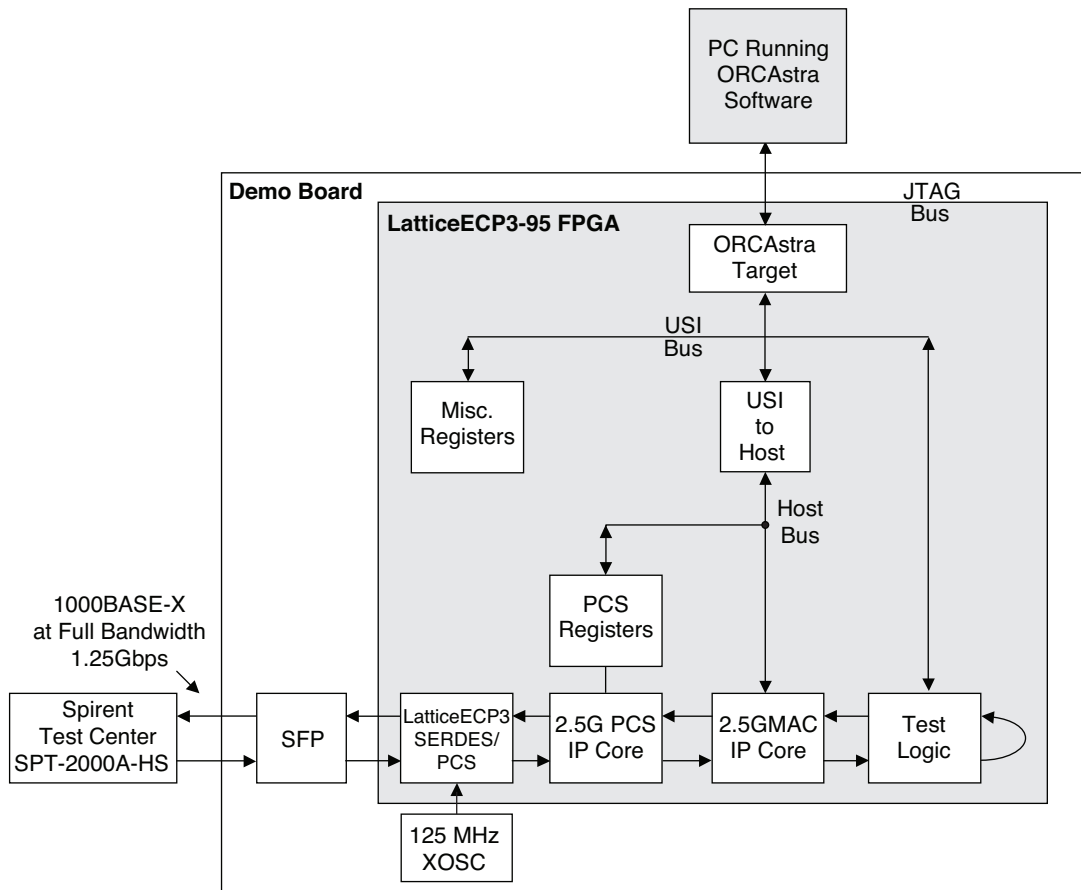 PC Running
ORCAstra
Software
Demo Board
JTAG
Bus
LatticeECP3-95 FPGA
ORCAstra
Target
USI
Bus
Misc.
Registers
USI
to
Host
Host
Bus
PCS
Registers
1000BASE-X
at Full Bandwidth
1.25Gbps
Spirent
Test Center
SPT-2000A-HS
SFP
LatticeECP3
SERDES/
PCS
2.5G PCS
IP Core
2.5GMAC
IP Core
Test
Logic
125 MHz
XOSC